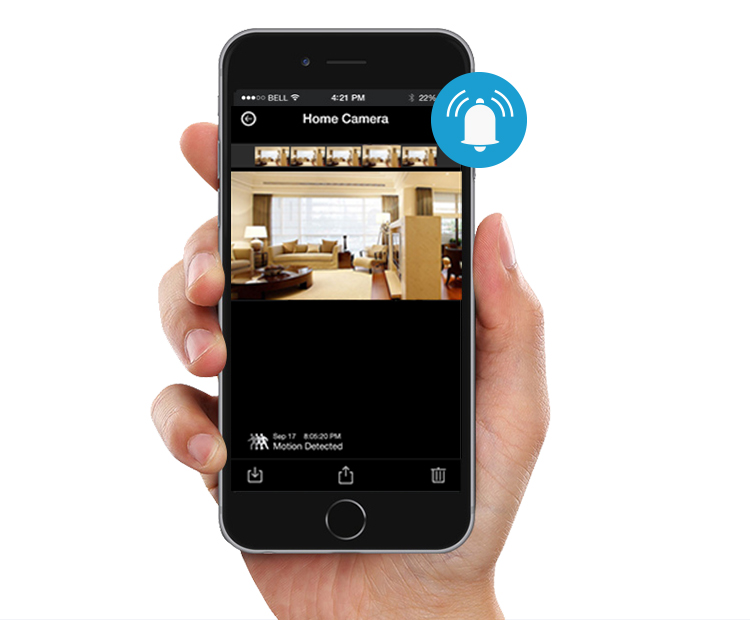 ●●●○○ BELL 4:21 PM 22%
Home Camera
Sep 17 8:05:20 PM
Motion Detected